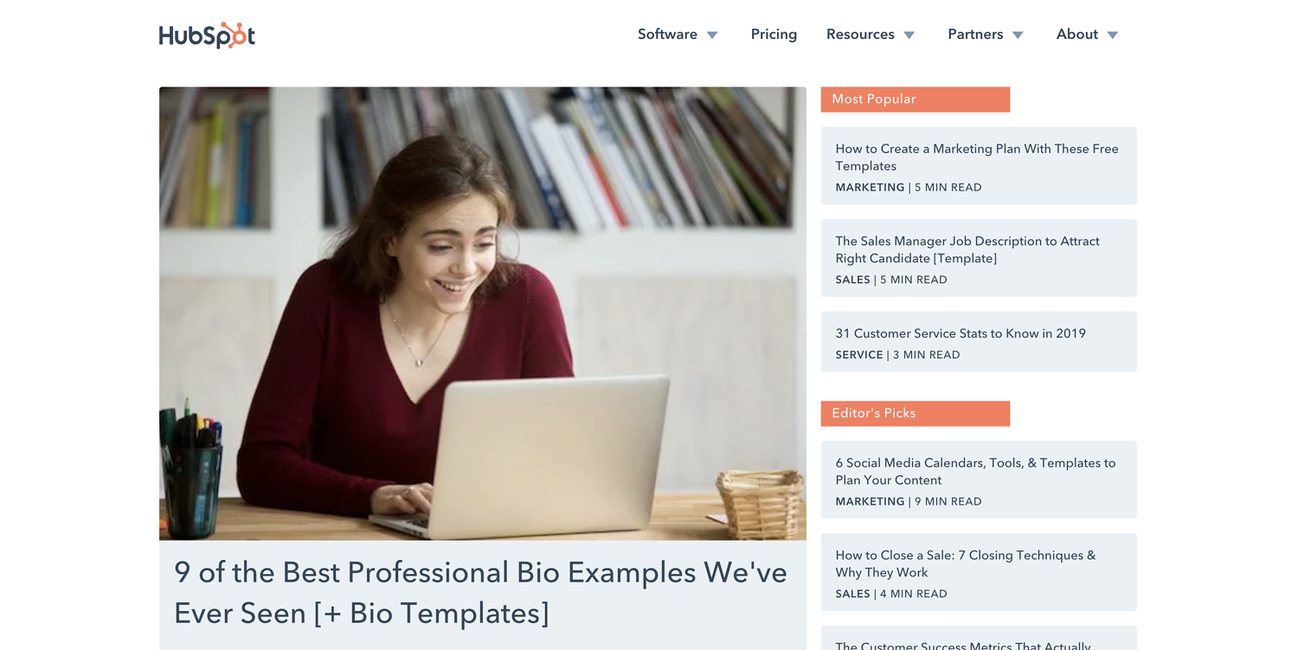 HubSpot
Software
Pricing
Resources
Partners
About
9 of the Best Professional Bio Examples We've
Ever Seen [+ Bio Templates]
Most Popular
How to Create a Marketing Plan With These Free
Templates
MARKETING | 5 MIN READ
The Sales Manager Job Description to Attract
Right Candidate [Template]
SALES | 5 MIN READ
31 Customer Service Stats to Know in 2019
SERVICE | 3 MIN READ
Editor's Picks
6 Social Media Calendars, Tools, & Templates to
Plan Your Content
MARKETING | 9 MIN READ
How to Close a Sale: 7 Closing Techniques &
Why They Work
SALES | 4 MIN READ
The Customer Success Metrics That Actually